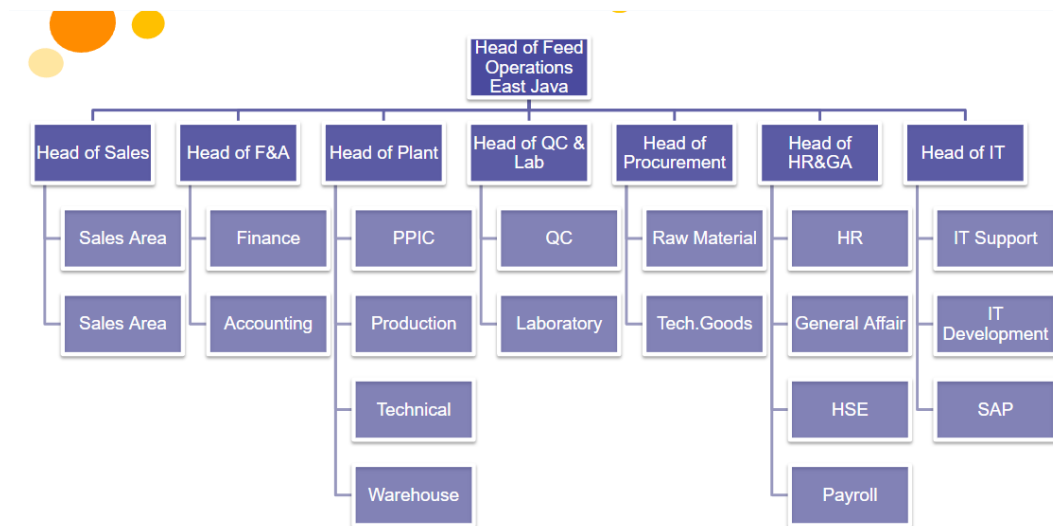 Head of Feed
Operations
East Java
Head of Sales
Head of F&A
Head of Plant
Head of QC &
Lab
Head of
Procurement
Head of
HR&GA
Head of IT
Sales Area
Finance
PPIC
QC
Raw Material
HR
IT Support
Sales Area
Accounting
Production
Laboratory
Tech.Goods
General Affair
IT
Development
Technical
HSE
SAP
Warehouse
Payroll